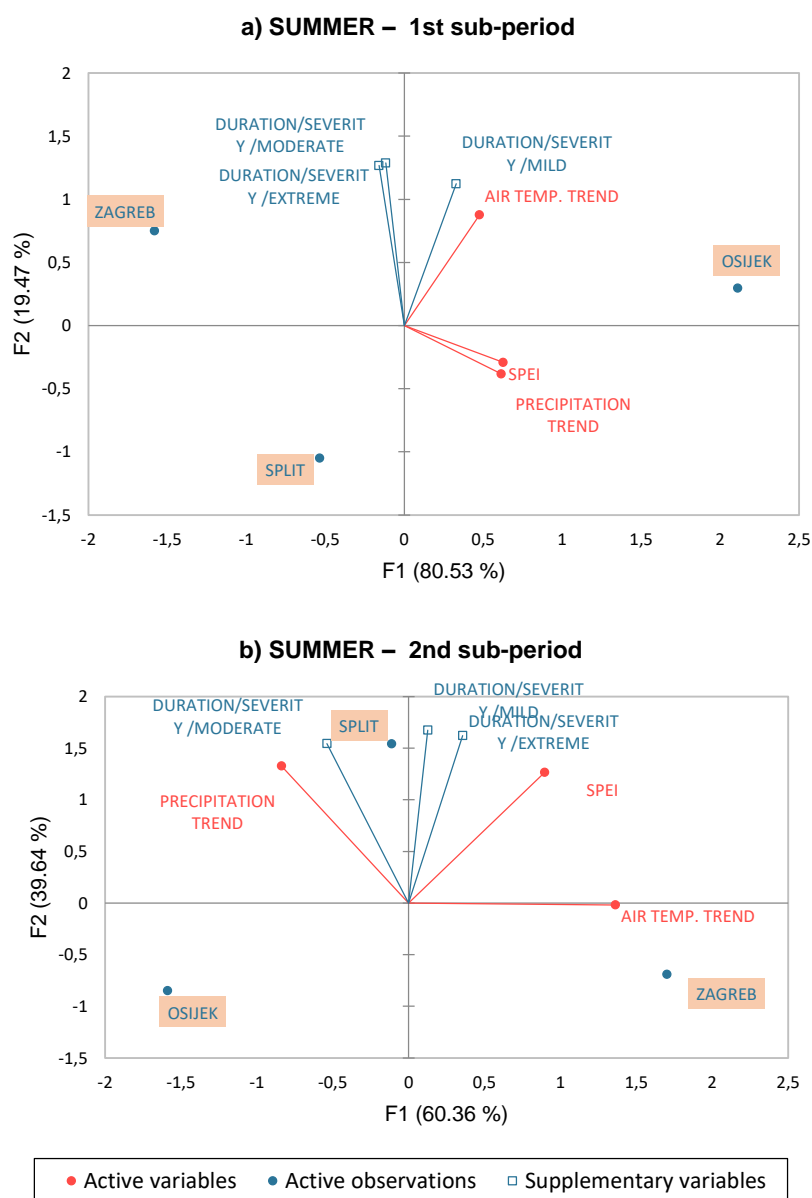 a) SUMMER – 1st sub-period
2
1,5
1
0,5
0
-0,5
-1
-1,5
F2 (19.47 %)
DURATION/SEVERIT
Y /MODERATE
DURATION/SEVERIT
Y /EXTREME
DURATION/SEVERIT
Y /MILD
AIR TEMP. TREND
ZAGREB
OSIJEK
SPEI
PRECIPITATION
TREND
SPLIT
-2 -1,5 -1 -0,5 0 0,5 1 1,5 2 2,5
F1 (80.53 %)
b) SUMMER – 2nd sub-period
2
1,5
1
0,5
0
-0,5
-1
-1,5
F2 (39.64 %)
DURATION/SEVERIT
Y /MODERATE
SPLIT
DURATION/SEVERIT
Y /MILD
DURATION/SEVERIT
Y /EXTREME
PRECIPITATION
TREND
SPEI
AIR TEMP. TREND
ZAGREB
OSIJEK
-2 -1,5 -1 -0,5 0 0,5 1 1,5 2 2,5
F1 (60.36 %)
Active variables Active observations Supplementary variables